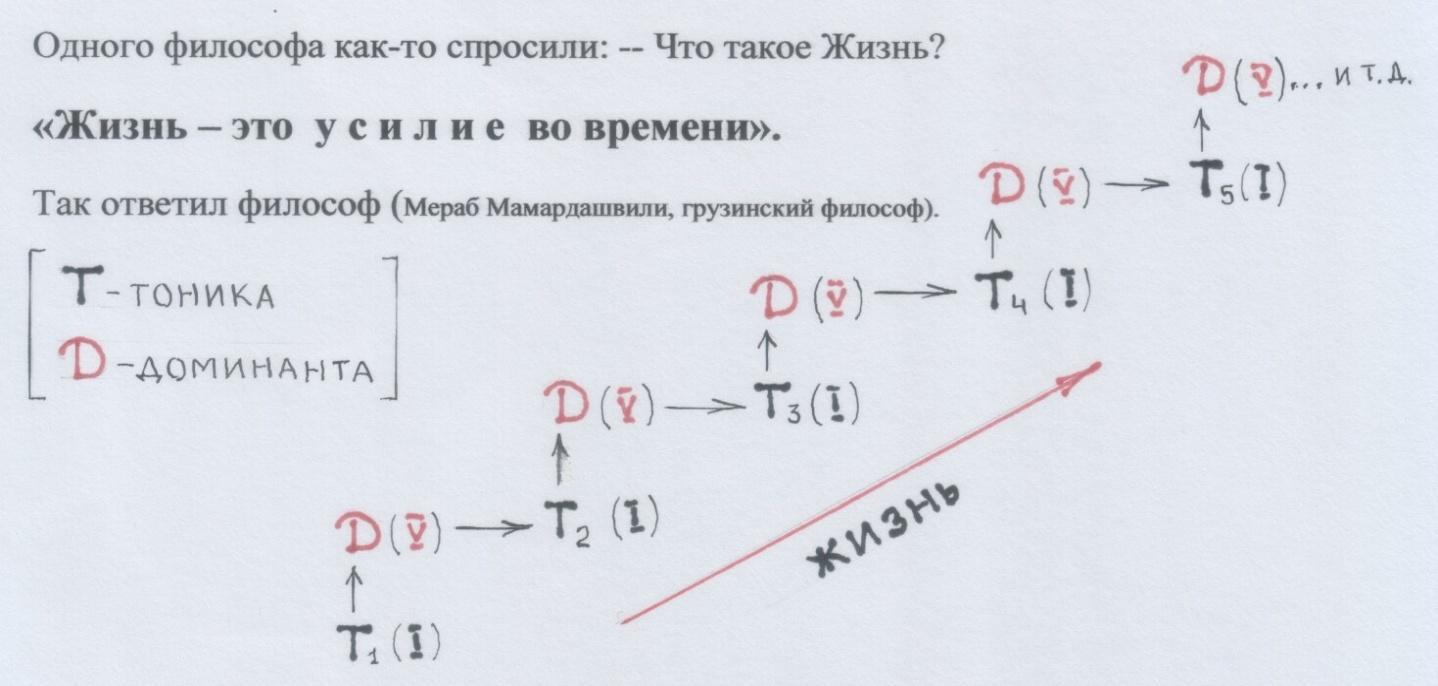 Одного философа как-то спросили: -- Что такое Жизнь?
«Жизнь – это у с и л и е во времени».
Так ответил философ (Мераб Мамардашвили, грузинский философ).
Т - ТОНИКА
D - ДОМИНАНТА
D (V)... И Т.Д.
D (V) → T5 (I)
D (V) → T4 (I)
D (V) → T3 (I)
D (V) → T2 (I)
T1 (I)
ЖИЗНЬ